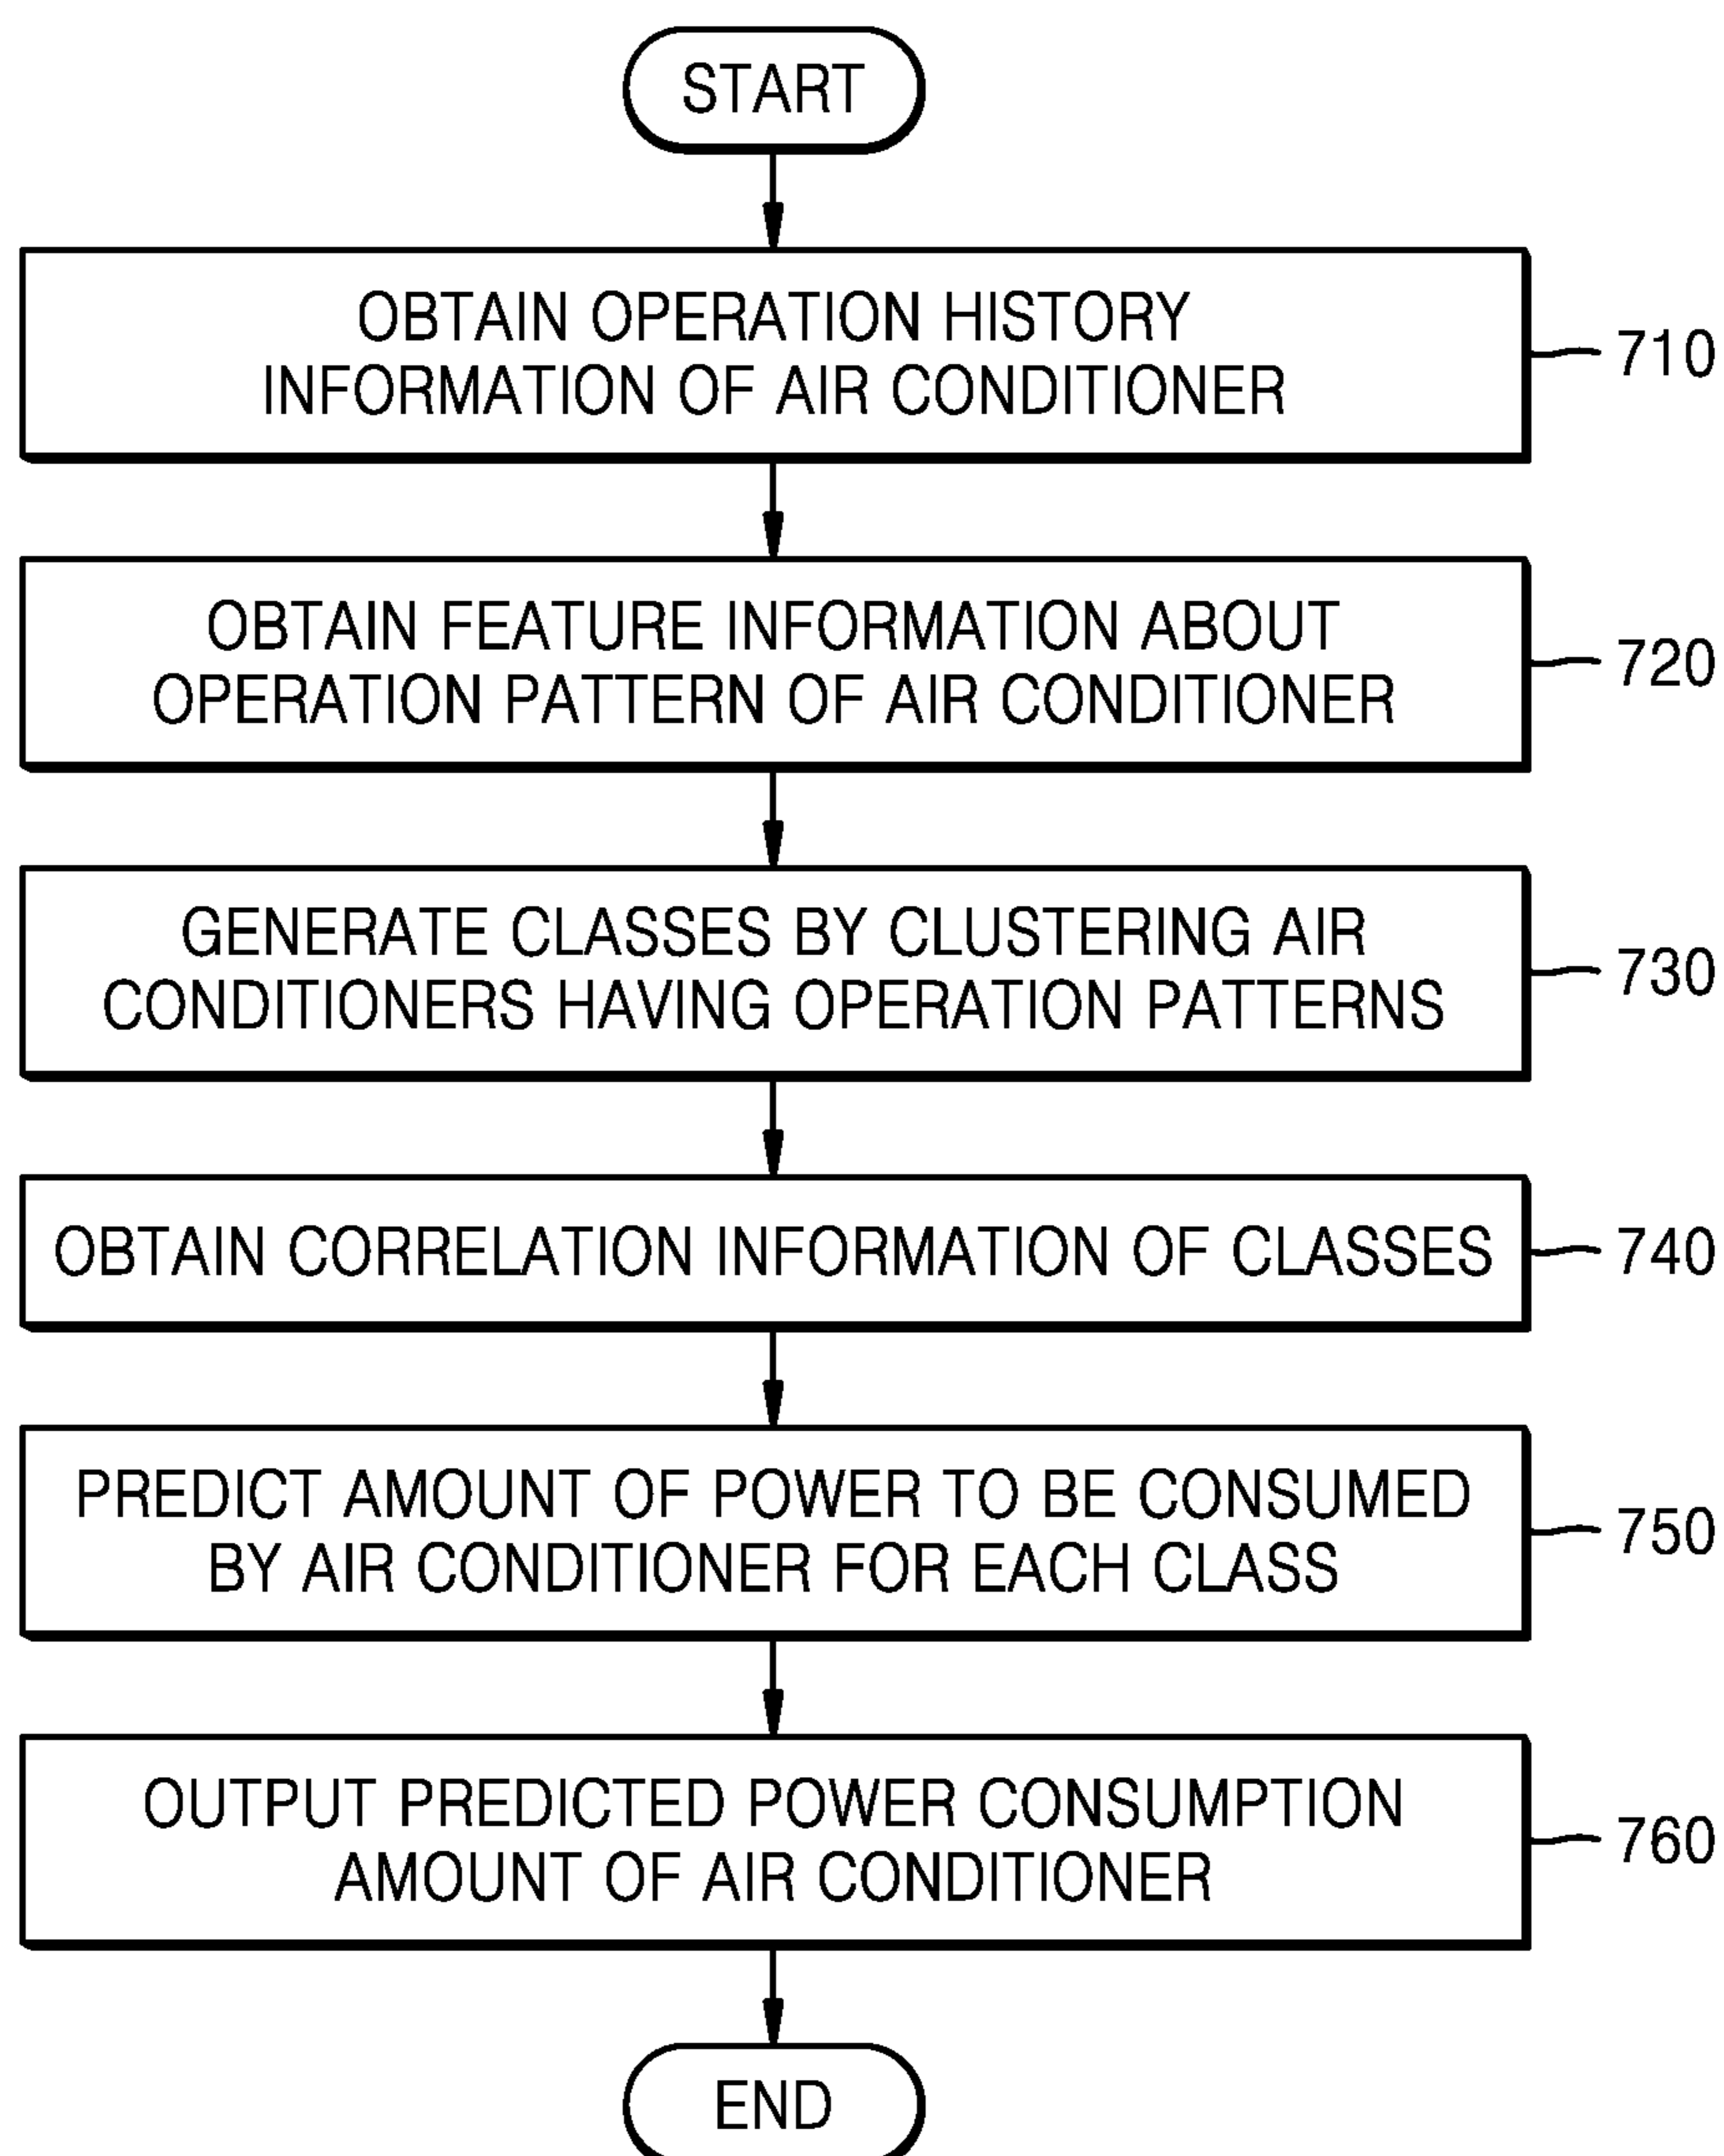 START
OBTAIN OPERATION HISTORY
INFORMATION OF AIR CONDITIONER
710
OBTAIN FEATURE INFORMATION ABOUT
OPERATION PATTERN OF AIR CONDITIONER
720
GENERATE CLASSES BY CLUSTERING AIR
CONDITIONERS HAVING OPERATION PATTERNS
730
OBTAIN CORRELATION INFORMATION OF CLASSES
740
PREDICT AMOUNT OF POWER TO BE CONSUMED
BY AIR CONDITIONER FOR EACH CLASS
750
OUTPUT PREDICTED POWER CONSUMPTION
AMOUNT OF AIR CONDITIONER
760
END